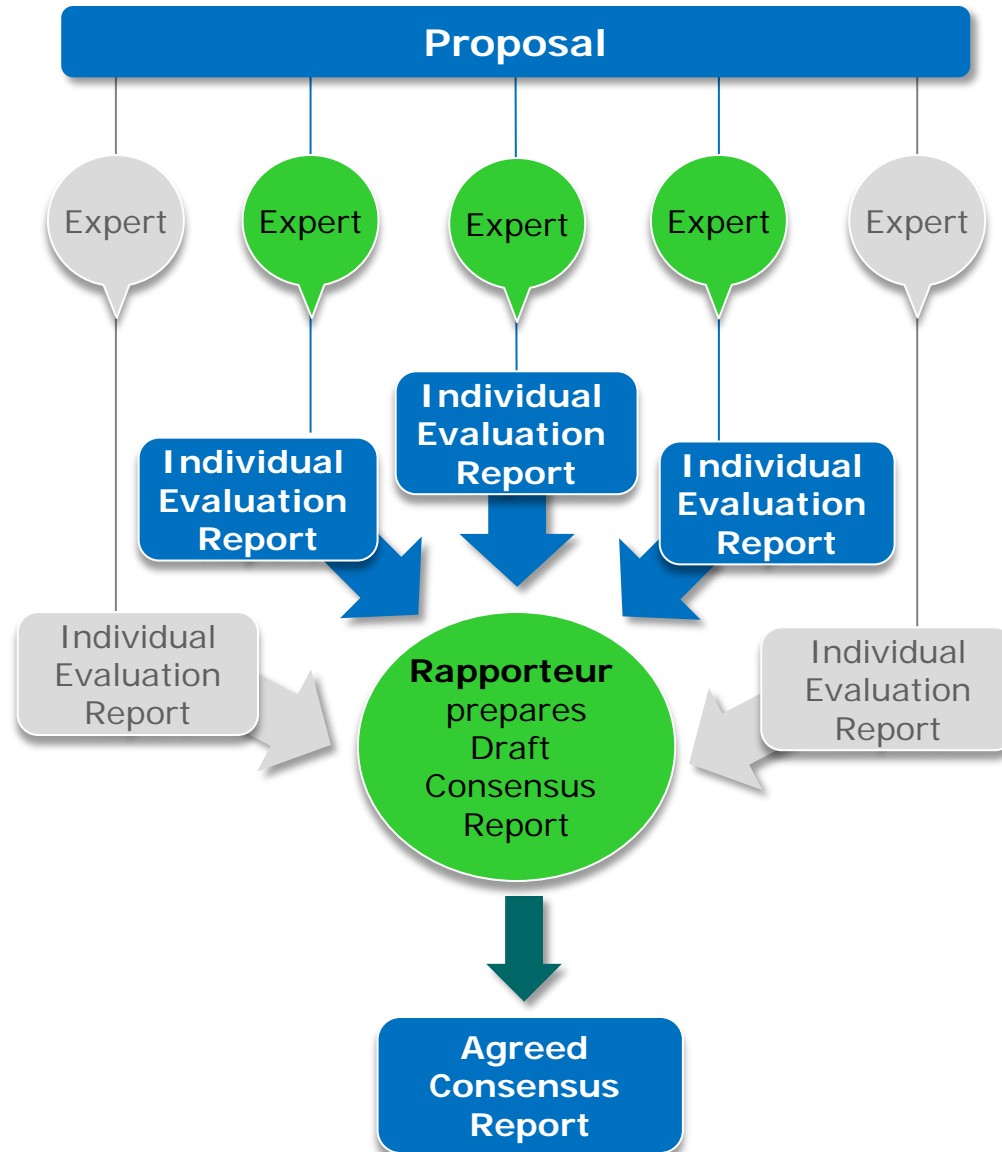 Proposal
Expert
Expert
Expert
Expert
Expert
Individual
Evaluation
Report
Individual
Evaluation
Report
Individual
Evaluation
Report
Individual
Evaluation
Report
Individual
Evaluation
Report
Rapporteur
prepares
Draft
Consensus
Report
Agreed
Consensus
Report